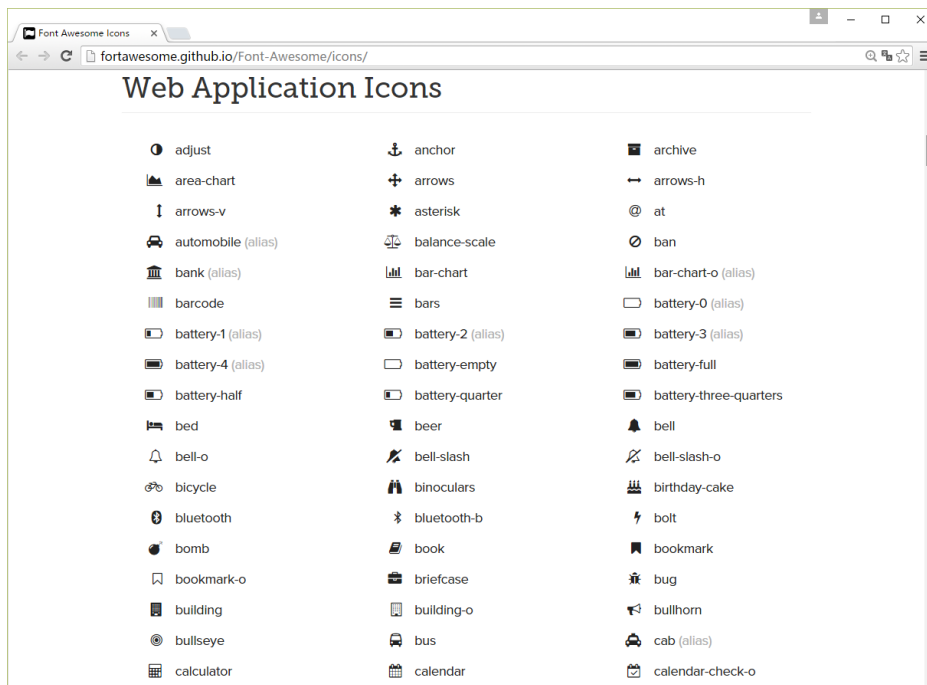 Font Awesome Icons
fortawesome.github.io/Font-Awesome/icons/
Web Application Icons
adjust anchor archive
area-chart arrows arrows-h
arrows-v asterisk at
automobile (alias) balance-scale ban
bank (alias) bar-chart bar-chart-o (alias)
barcode bars battery-0 (alias)
battery-1 (alias) battery-2 (alias) battery-3 (alias)
battery-4 (alias) battery-empty battery-full
battery-half battery-quarter battery-three-quarters
bed beer bell
bell-o bell-slash bell-slash-o
bicycle binoculars birthday-cake
bluetooth bluetooth-b bolt
bomb book bookmark
bookmark-o briefcase bug
building building-o bullhorn
bullseye bus cab (alias)
calculator calendar calendar-check-o